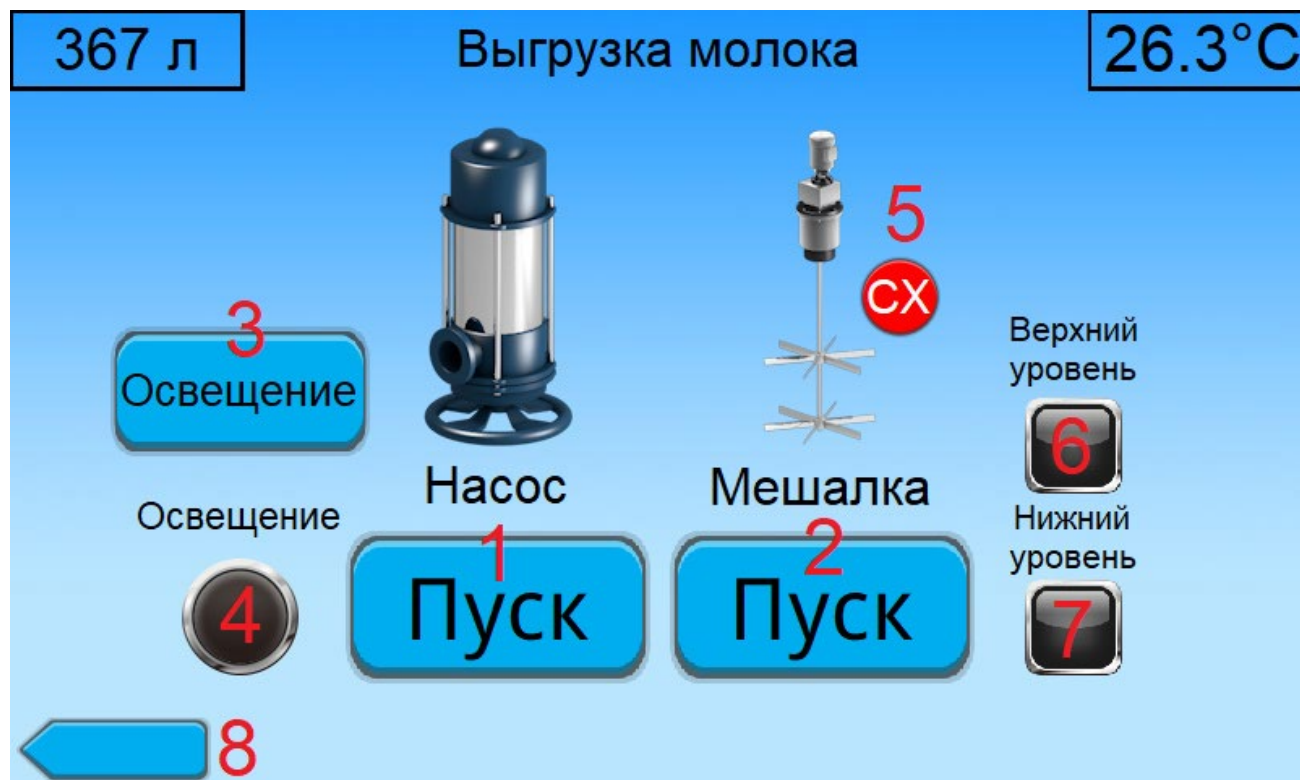 367 л
Выгрузка молока
26.3°C
5
СХ
3
Освещение
Верхний
уровень
6
Насос
Мешалка
Освещение
Нижний
уровень
1
Пуск
2
Пуск
4
7
8